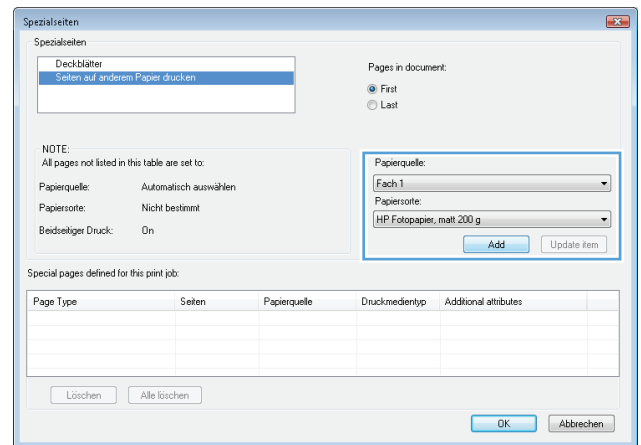 Spezialseiten
Spezialseiten
Deckblätter
Seiten auf anderem Papier drucken
Pages in document:
First
Last
NOTE:
All pages not listed in this table are set to:
Papierquelle: Automatisch auswählen
Papiersorte: Nicht bestimmt
Beidseitiger Druck: On
Papierquelle:
Fach 1
Papiersorte:
HP Fotopapier, matt 200 g
Add Update item
Special pages defined for this print job:
Page Type Seiten Papierquelle Druckmedientyp Additional attributes
Löschen Alle löschen
OK Abbrechen